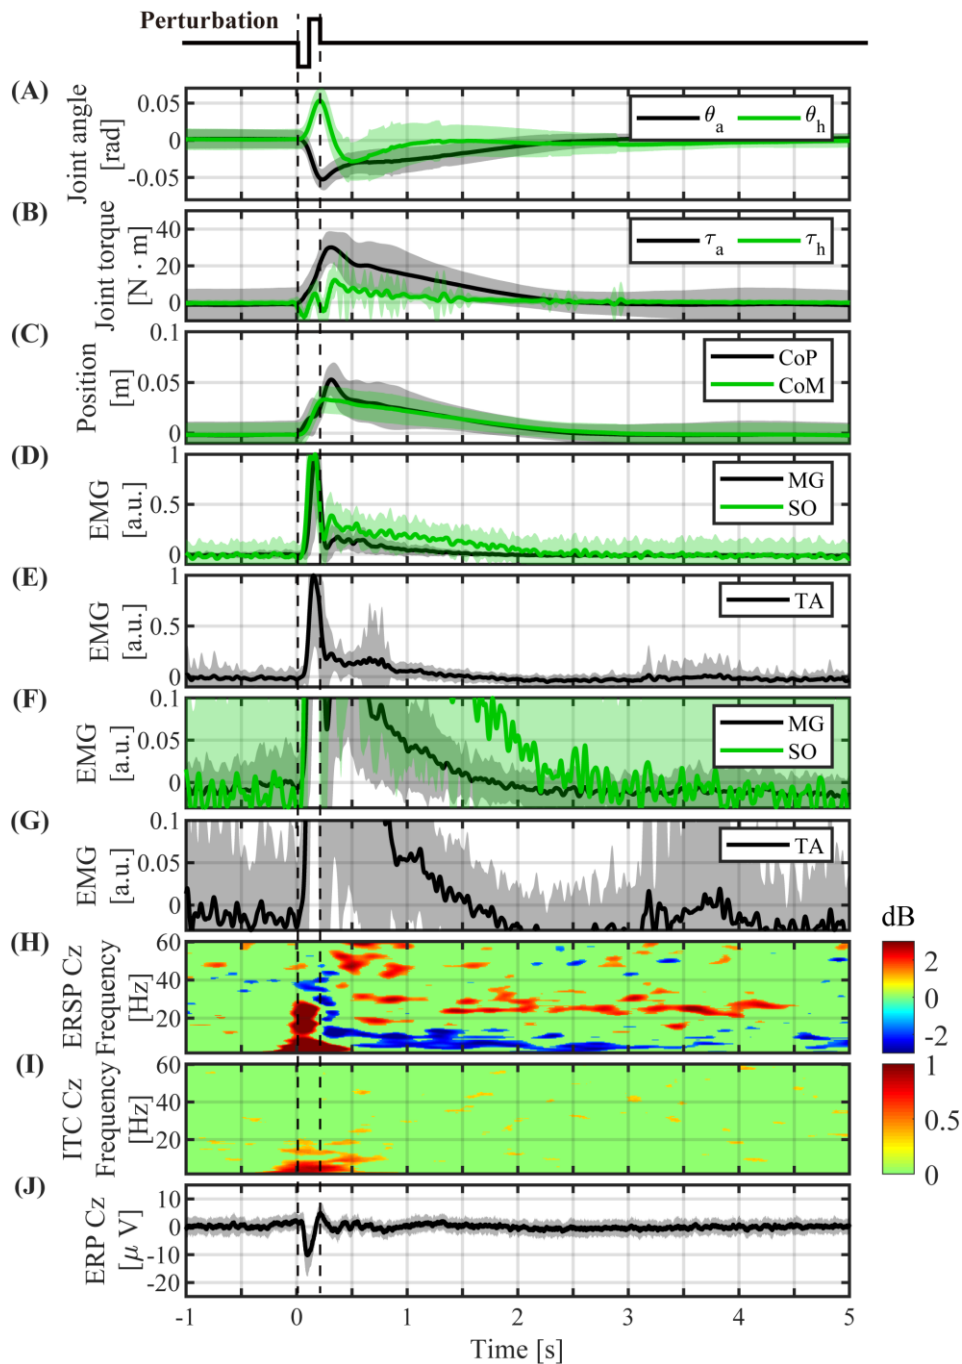 Perturbation
(A)
Joint angle
[rad]
0.05
0
-0.05
θa θh
(B)
Joint torque
[N · m]
40
20
0
τa τh
(C)
Position
[m]
0.1
0.05
0
CoP
CoM
(D)
EMG
[a.u.]
1
0.5
0
MG
SO
(E)
EMG
[a.u.]
1
0.5
0
TA
(F)
EMG
[a.u.]
0.1
0.05
0
MG
SO
(G)
EMG
[a.u.]
0.1
0.05
0
TA
(H)
ERSP Cz
Frequency
[Hz]
60
40
20
dB
2
0
-2
(I)
ITC Cz
Frequency
[Hz]
60
20
1
0.5
0
(J)
ERP Cz
[μ V]
10
0
-10
-20
-1 0 1 2 3 4 5
Time [s]